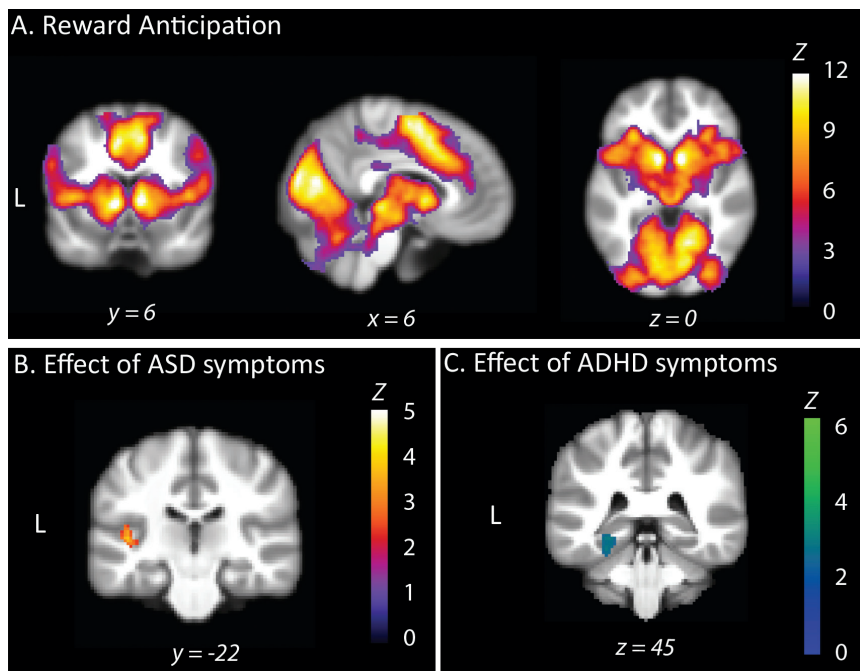 A. Reward Anticipation
Z
12
9
6
3
0
L
y = 6
x = 6
z = 0
B. Effect of ASD symptoms
Z
5
4
3
2
1
0
L
y = -22
C. Effect of ADHD symptoms
Z
6
4
2
0
L
z = 45